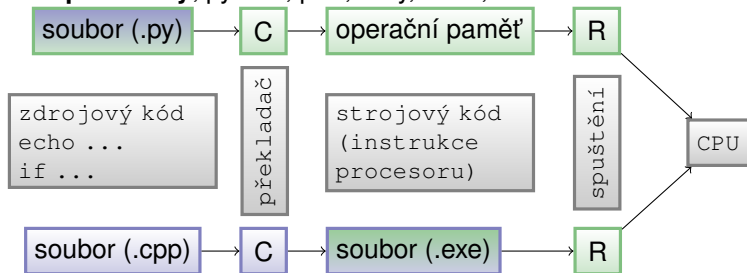 soubor (.py)
C
operační paměť
R
zdrojový kód
echo ...
if ...
překladač
strojový kód
(instrukce
procesoru)
spuštění
CPU
soubor (.cpp)
C
soubor (.exe)
R